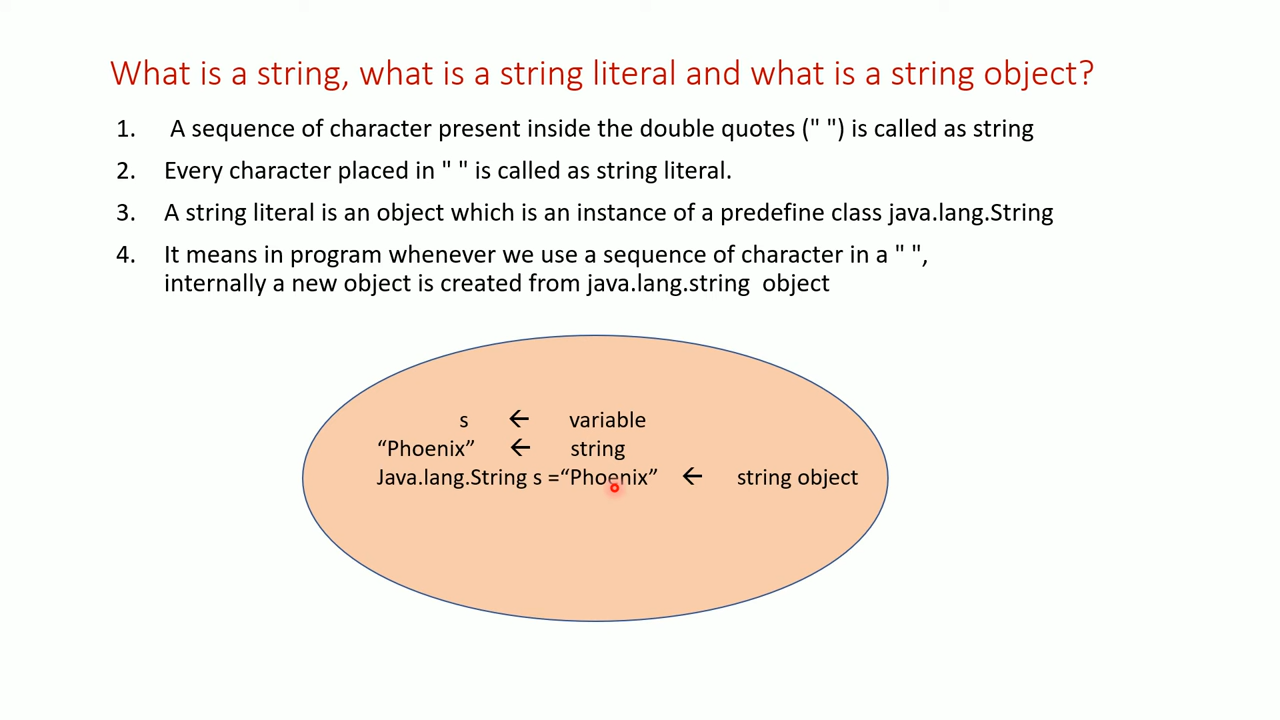 What is a string, what is a string literal and what is a string object?
1. A sequence of character present inside the double quotes (" ") is called as string
2. Every character placed in " " is called as string literal.
3. A string literal is an object which is an instance of a predefine class java.lang.String
4. It means in program whenever we use a sequence of character in a " ",
internally a new object is created from java.lang.string object
s ← variable
“Phoenix” ← string
Java.lang.String s =“Phoenix” ← string object